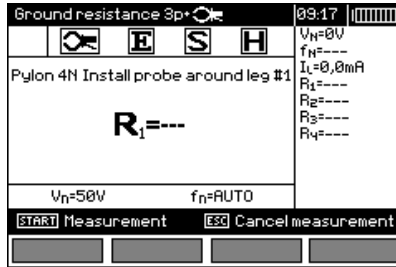 Ground resistance 3p+ 09:17
E S H
VN=0V
fN=---
IL=0,0mA
R1=---
R2=---
R3=---
R4=---
Pylon 4N Install probe around leg #1
R1=---
Vn=50V fn=AUTO
START Measurement ESC Cancel measurement